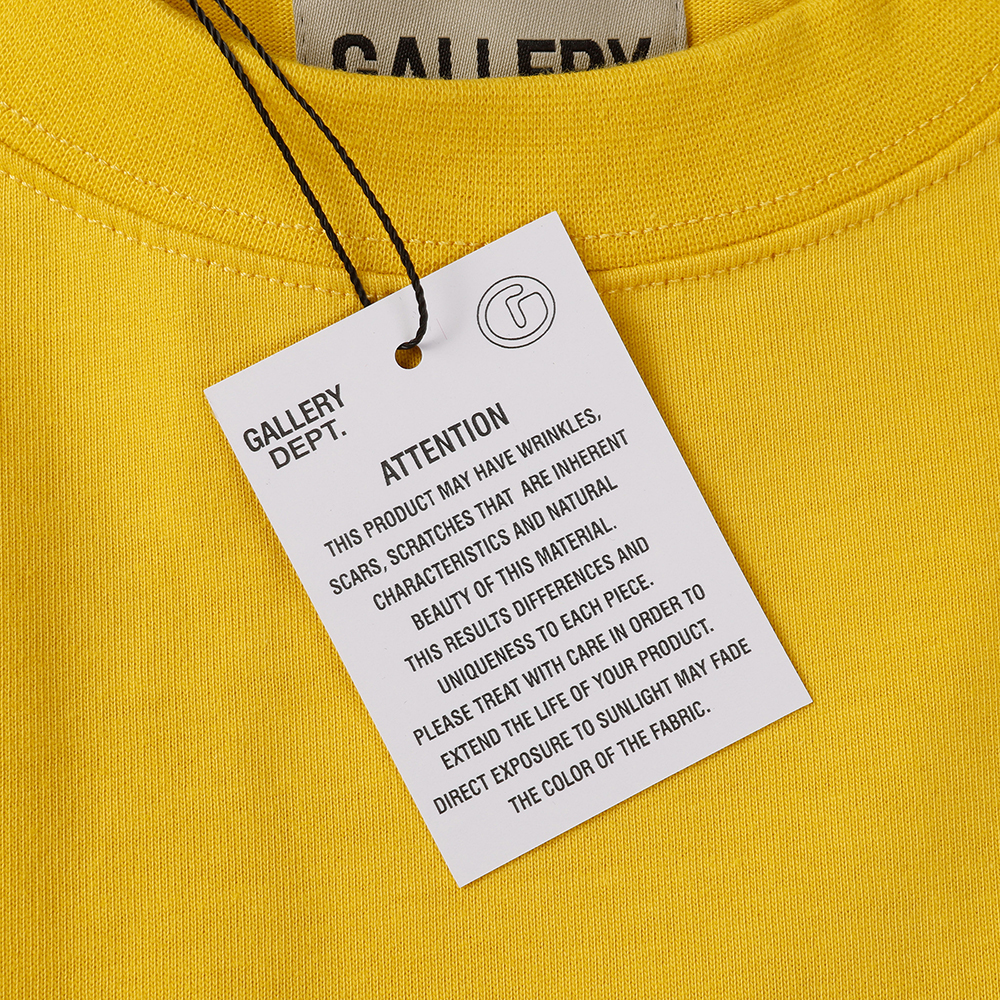 GALLERY
GALLERY
DEPT.
ATTENTION
THIS PRODUCT MAY HAVE WRINKLES,
SCARS, SCRATCHES THAT ARE INHERENT
CHARACTERISTICS AND NATURAL
BEAUTY OF THIS MATERIAL.
THIS RESULTS DIFFERENCES AND
UNIQUENESS TO EACH PIECE.
PLEASE TREAT WITH CARE IN ORDER TO
EXTEND THE LIFE OF YOUR PRODUCT.
DIRECT EXPOSURE TO SUNLIGHT MAY FADE
THE COLOR OF THE FABRIC.